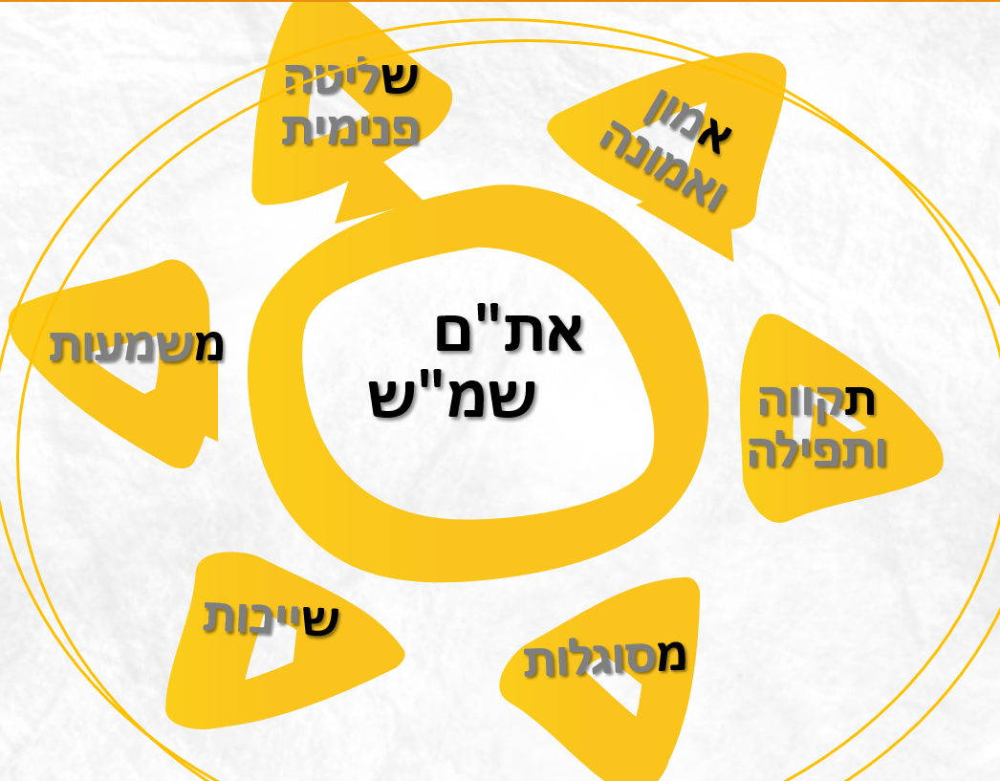 אמון
ואמונה
תקווה
ותפילה
מסוגלות
שייכות
משמעות
שליטה
פנימית
את"ם
שמ"ש